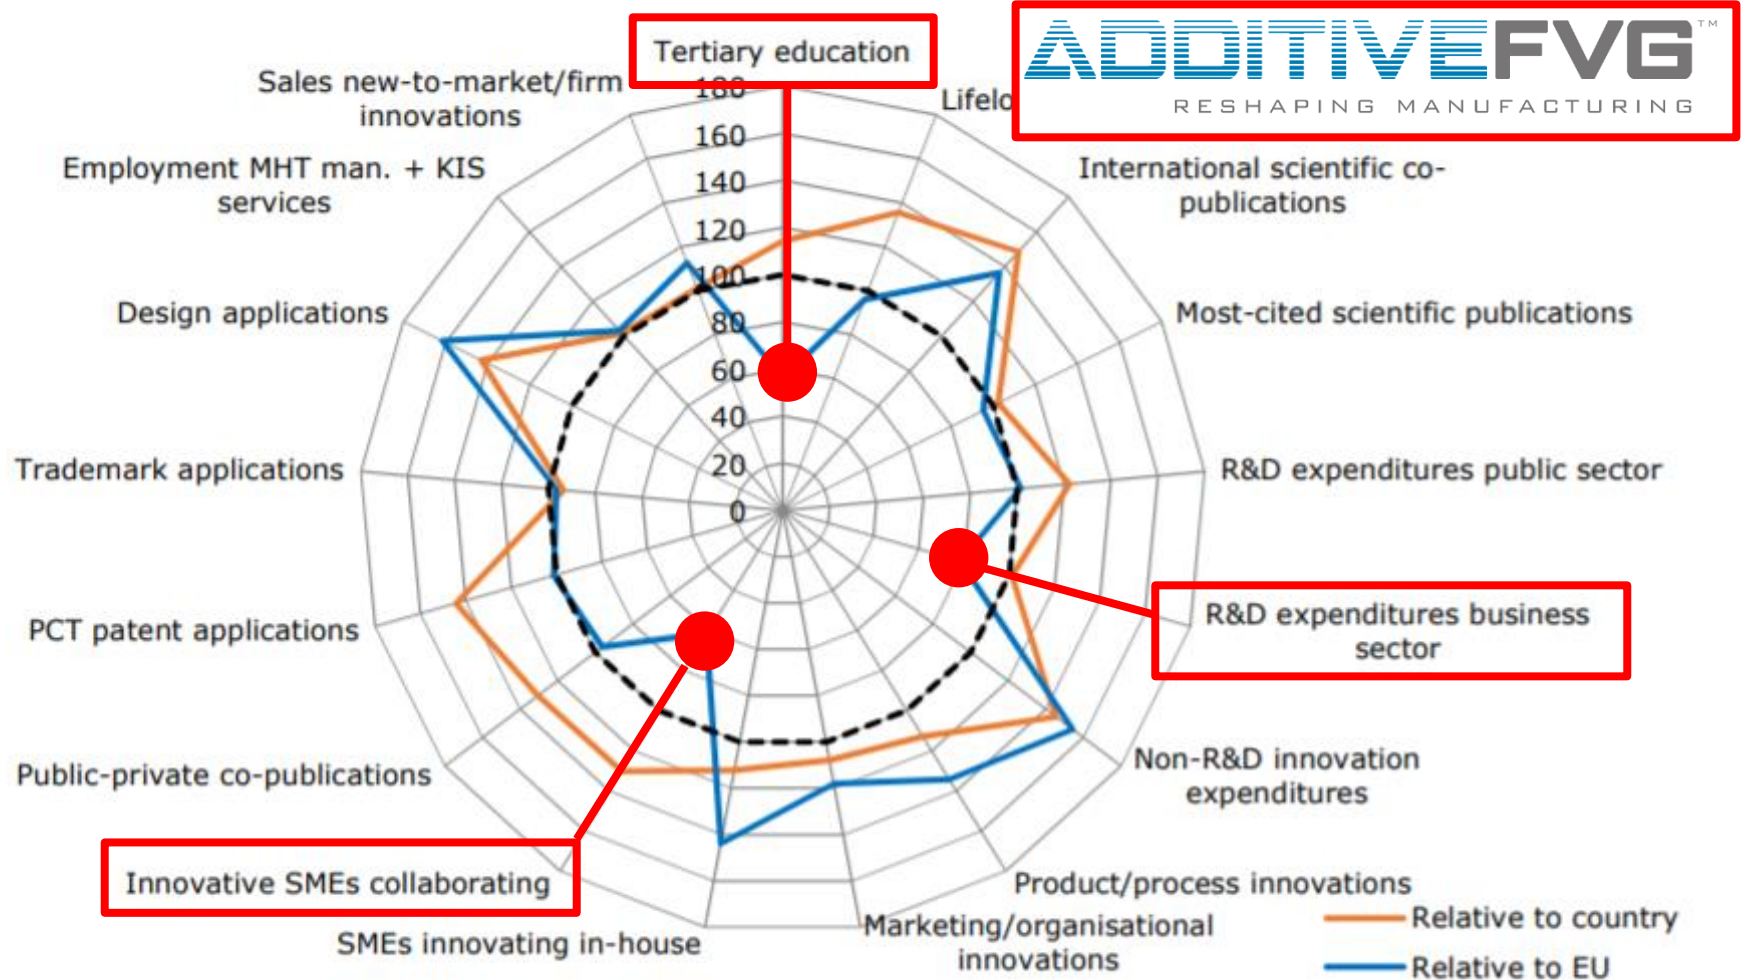 Tertiary education
ADDITIVEFVG™
RESHAPING MANUFACTURING
Sales new-to-market/firm
innovations
Employment MHT man. + KIS
services
International scientific co-
publications
Design applications
Most-cited scientific publications
Trademark applications
R&D expenditures public sector
PCT patent applications
R&D expenditures business
sector
Public-private co-publications
Non-R&D innovation
expenditures
Innovative SMEs collaborating
Product/process innovations
SMEs innovating in-house
Marketing/organisational
innovations
180
160
140
120
100
80
60
40
20
0
Relative to country
Relative to EU